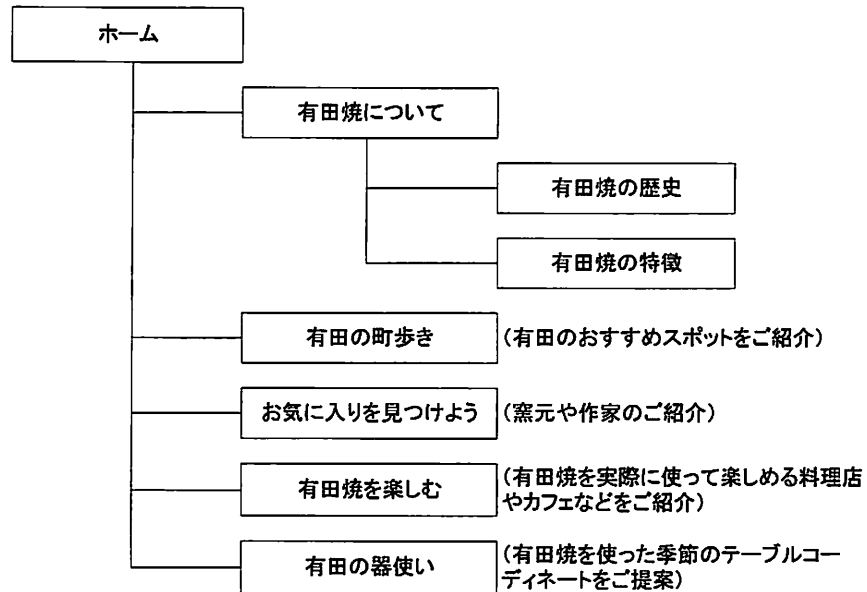 ホーム
有田焼について
有田焼の歴史
有田焼の特徴
有田の町歩き
(有田のおすすめスポットをご紹介)
お気に入りを見つけよう
(窯元や作家のご紹介)
有田焼を楽しむ
(有田焼を実際に使って楽しめる料理店
やカフェなどをご紹介)
有田の器使い
(有田焼を使った季節のテーブルコー
ディネートをご提案)